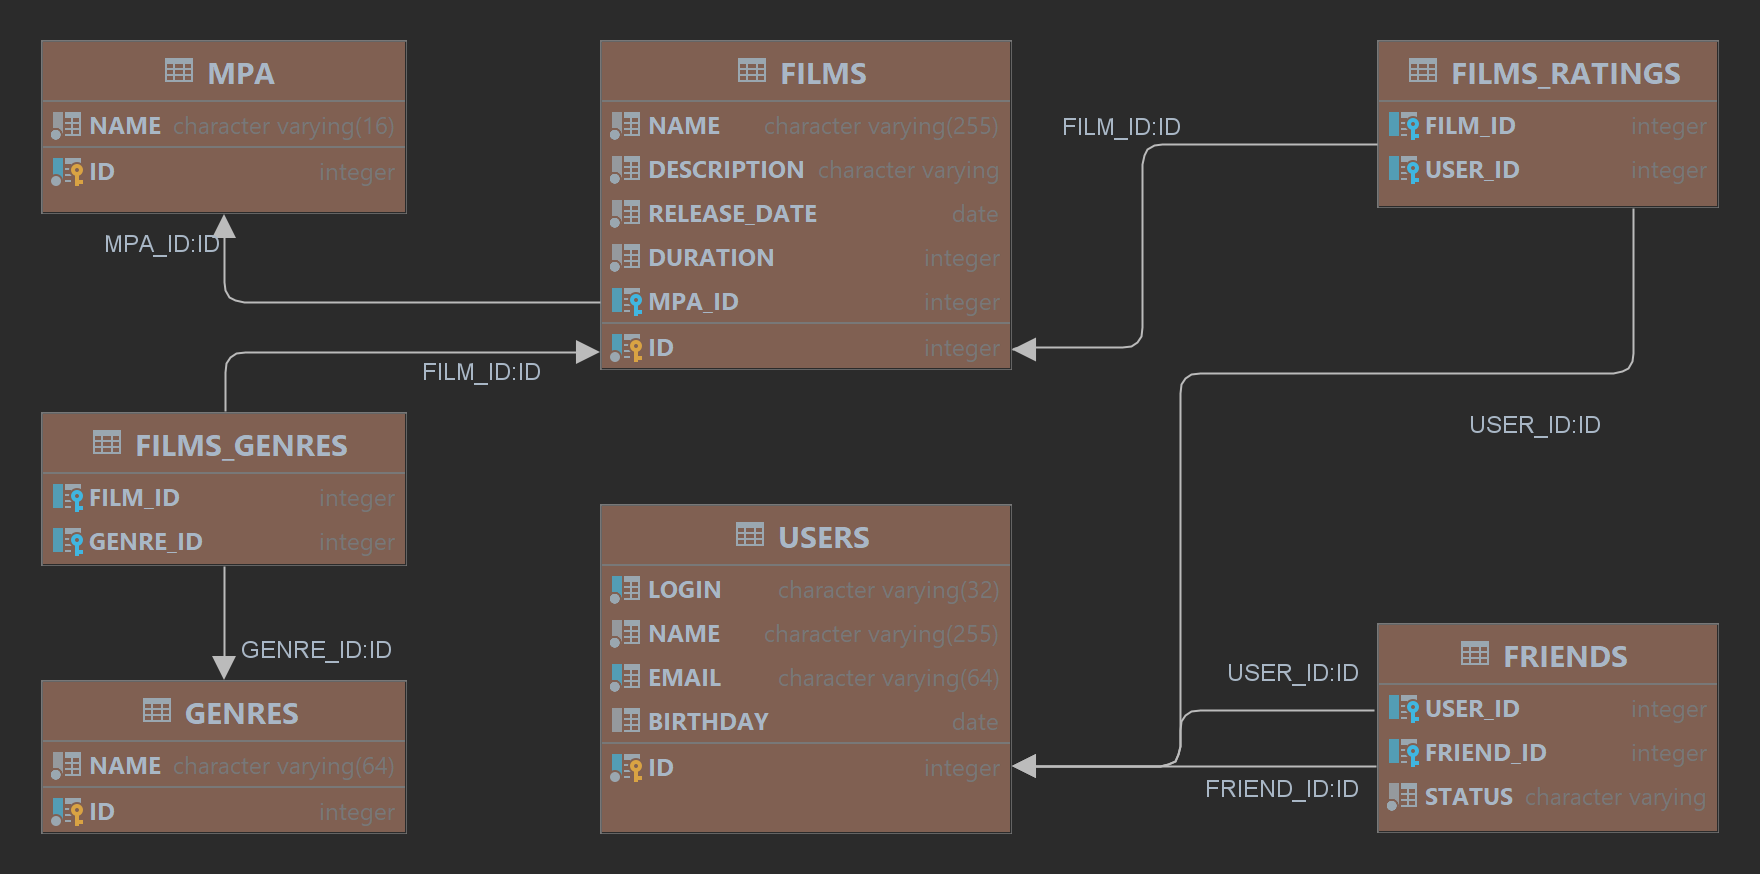 MPA
NAME character varying(16)
ID integer
MPA_ID:ID
FILMS
NAME character varying(255)
DESCRIPTION character varying
RELEASE_DATE date
DURATION integer
MPA_ID integer
ID integer
FILM_ID:ID
FILMS_RATINGS
FILM_ID integer
USER_ID integer
USER_ID:ID
FILM_ID:ID
FILMS_GENRES
FILM_ID integer
GENRE_ID integer
GENRE_ID:ID
GENRES
NAME character varying(64)
ID integer
USERS
LOGIN character varying(32)
NAME character varying(255)
EMAIL character varying(64)
BIRTHDAY date
ID integer
USER_ID:ID
FRIEND_ID:ID
FRIENDS
USER_ID integer
FRIEND_ID integer
STATUS character varying